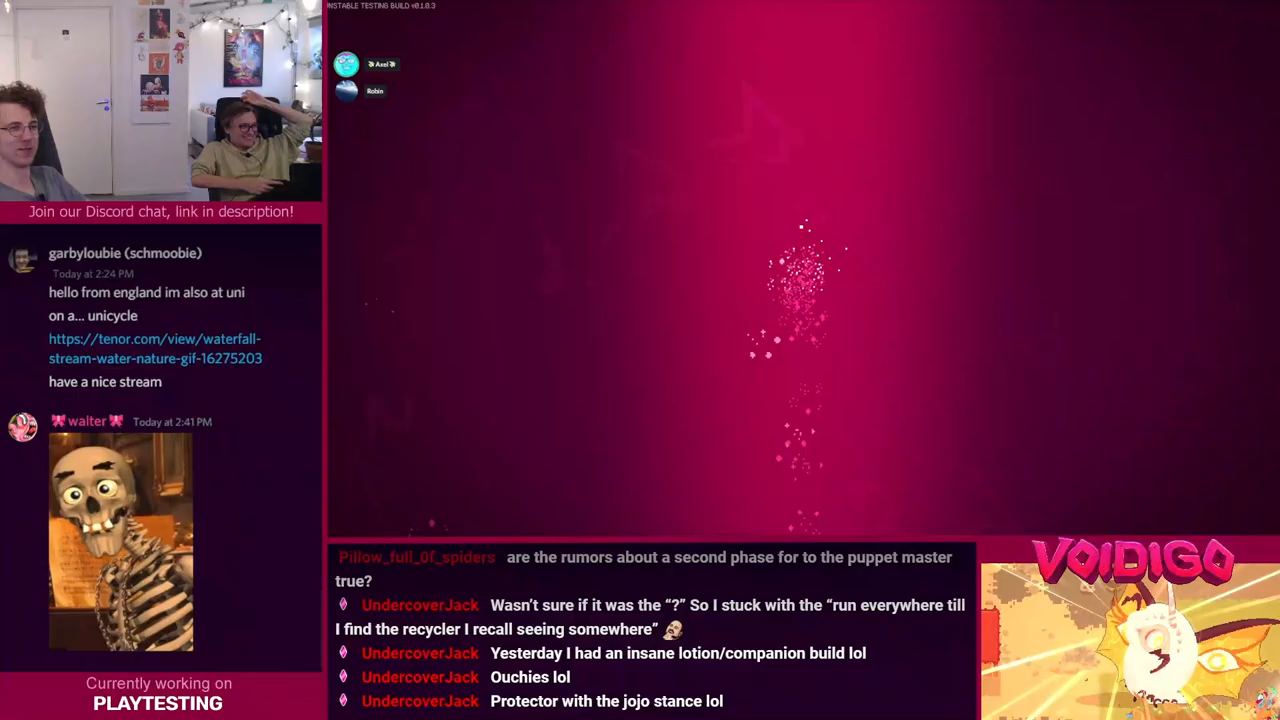 UNSTABLE TESTING BUILD v0.1.0.3
Axel
Robin
Join our Discord chat, link in description!
garbyloubie (schmoobie)
Today at 2:24 PM
hello from england im also at uni
on a... unicycle
https://tenor.com/view/waterfall-
stream-water-nature-gif-16275203
have a nice stream
walter Today at 2:41 PM
Currently working on
PLAYTESTING
Pillow_full_0f_spiders are the rumors about a second phase for to the puppet master
true?
UndercoverJack Wasn’t sure if it was the “?” So I stuck with the “run everywhere till
I find the recycler I recall seeing somewhere”
UndercoverJack Yesterday I had an insane lotion/companion build lol
UndercoverJack Ouchies lol
UndercoverJack Protector with the jojo stance lol
VOIDIGO